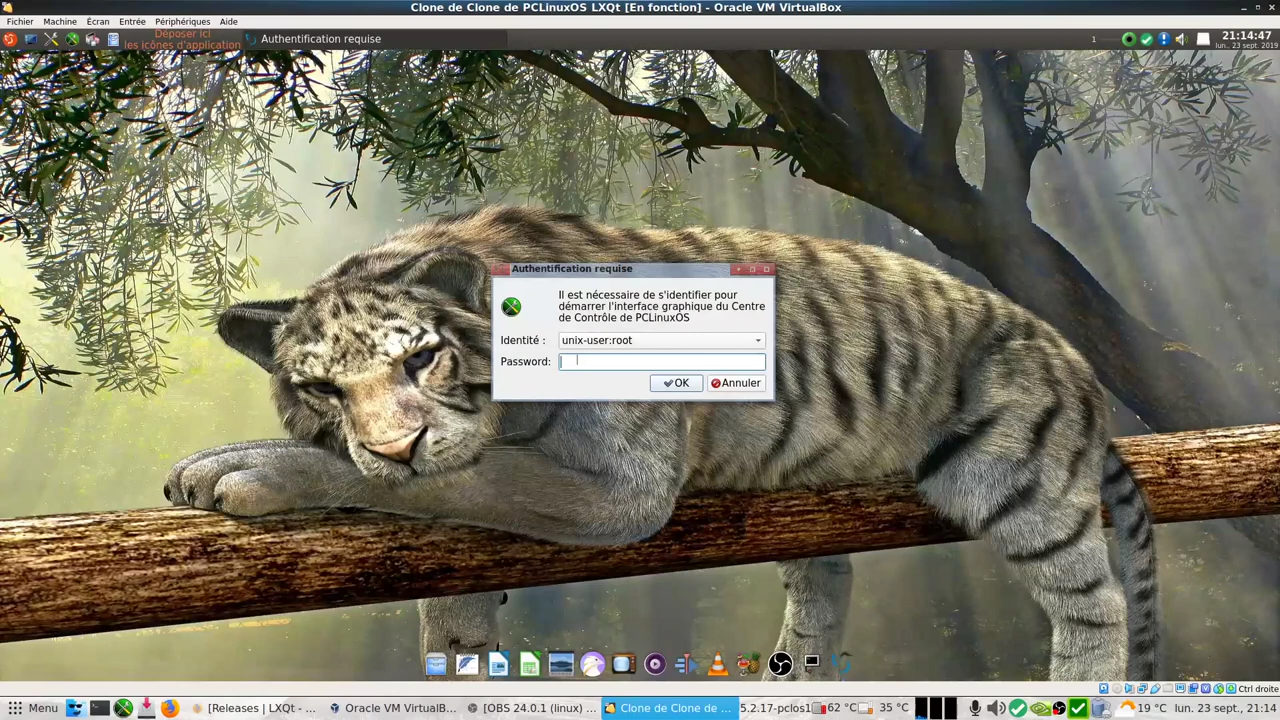 Clone de Clone de PCLinuxOS LXQt [En fonction] - Oracle VM VirtualBox
Fichier Machine Écran Entrée Périphériques Aide
Déposer ici
les icônes d'application
Authentification requise
1
21:14:47
lun., 23 sept. 2019
Authentification requise
Il est nécessaire de s'identifier pour
démarrer l'interface graphique du Centre
de Contrôle de PCLinuxOS
Identité : unix-user:root
Password:
OK Annuler
Ctrl droite
Menu [Releases | LXQt - ... Oracle VM VirtualB... [OBS 24.0.1 (linux) ... Clone de Clone de ... 5.2.17-pclos1 62 °C 35 °C 19 °C lun. 23 sept., 21:14